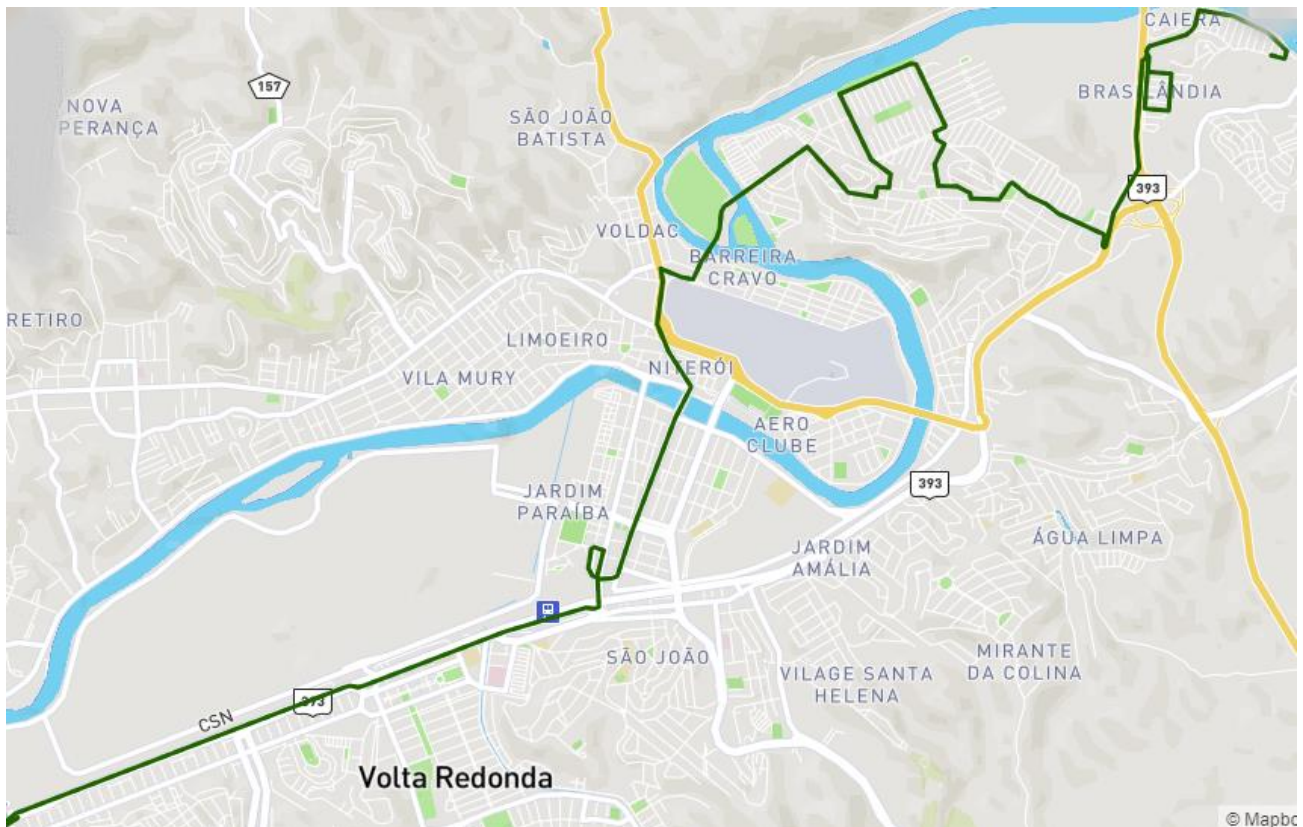 CAIERA
157
BRASILÂNDIA
NOVA
PERANÇA
SÃO JOÃO
BATISTA
393
VOLDAC
BARREIRA
CRAVO
RETIRO
LIMOEIRO
NITERÓI
VILA MURY
AERO
CLUBE
393
JARDIM
PARAÍBA
ÁGUA LIMPA
JARDIM
AMÁLIA
SÃO JOÃO
MIRANTE
DA COLINA
VILAGE SANTA
HELENA
393
CSN
Volta Redonda
© Mapbo